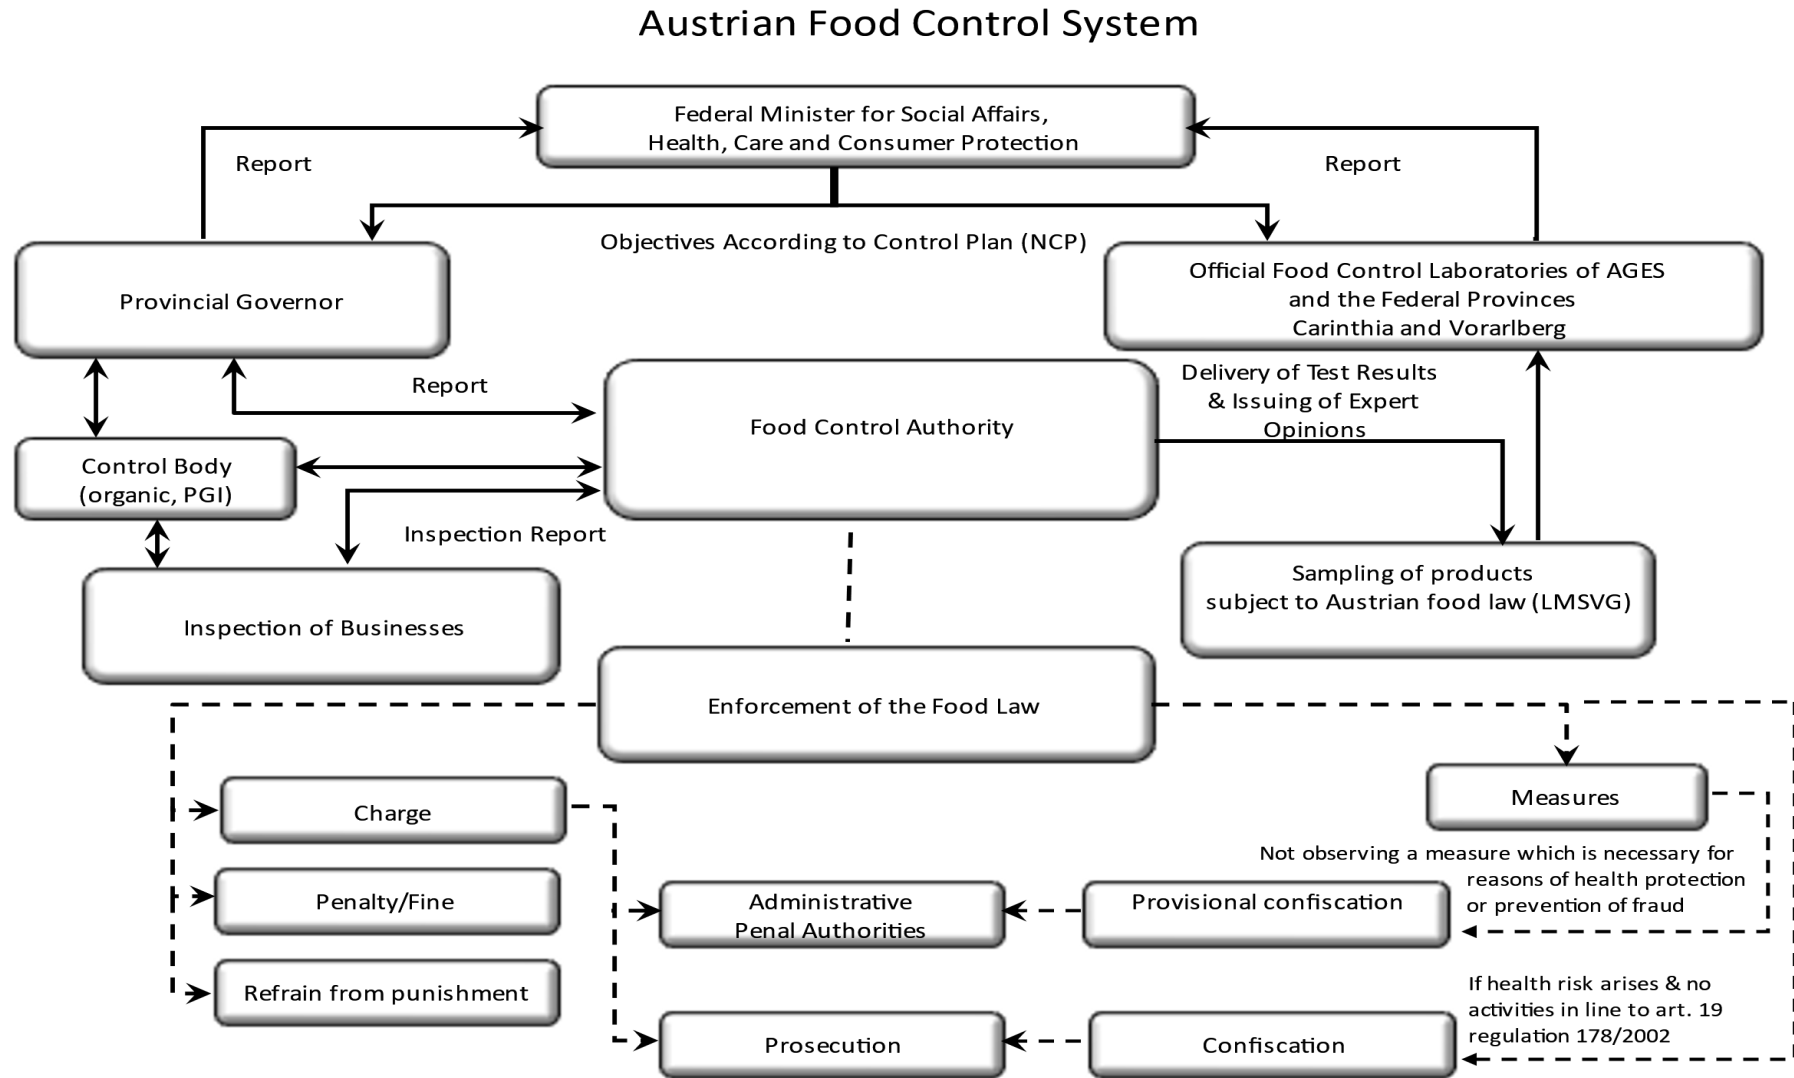 Austrian Food Control System
Federal Minister for Social Affairs,
Health, Care and Consumer Protection
Report
Report
Objectives According to Control Plan (NCP)
Provincial Governor
Official Food Control Laboratories of AGES
and the Federal Provinces
Carinthia and Vorarlberg
Report
Food Control Authority
Delivery of Test Results
& Issuing of Expert
Opinions
Control Body
(organic, PGI)
Inspection Report
Inspection of Businesses
Sampling of products
subject to Austrian food law (LMSVG)
Enforcement of the Food Law
Charge
Measures
Not observing a measure which is necessary for
reasons of health protection
or prevention of fraud
Penalty/Fine
Administrative
Penal Authorities
Provisional confiscation
Refrain from punishment
If health risk arises & no
activities in line to art. 19
regulation 178/2002
Prosecution
Confiscation